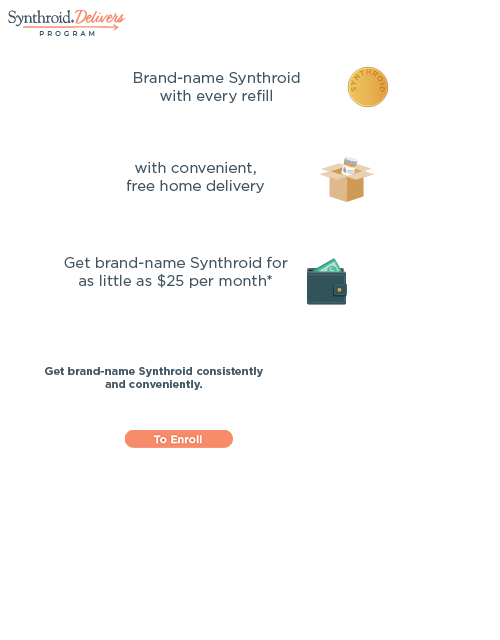 Synthroid Delivers
PROGRAM
Brand-name Synthroid
with every refill
SYNTHROID
with convenient,
free home delivery
Get brand-name Synthroid for
as little as $25 per month*
Get brand-name Synthroid consistently
and conveniently.
To Enroll